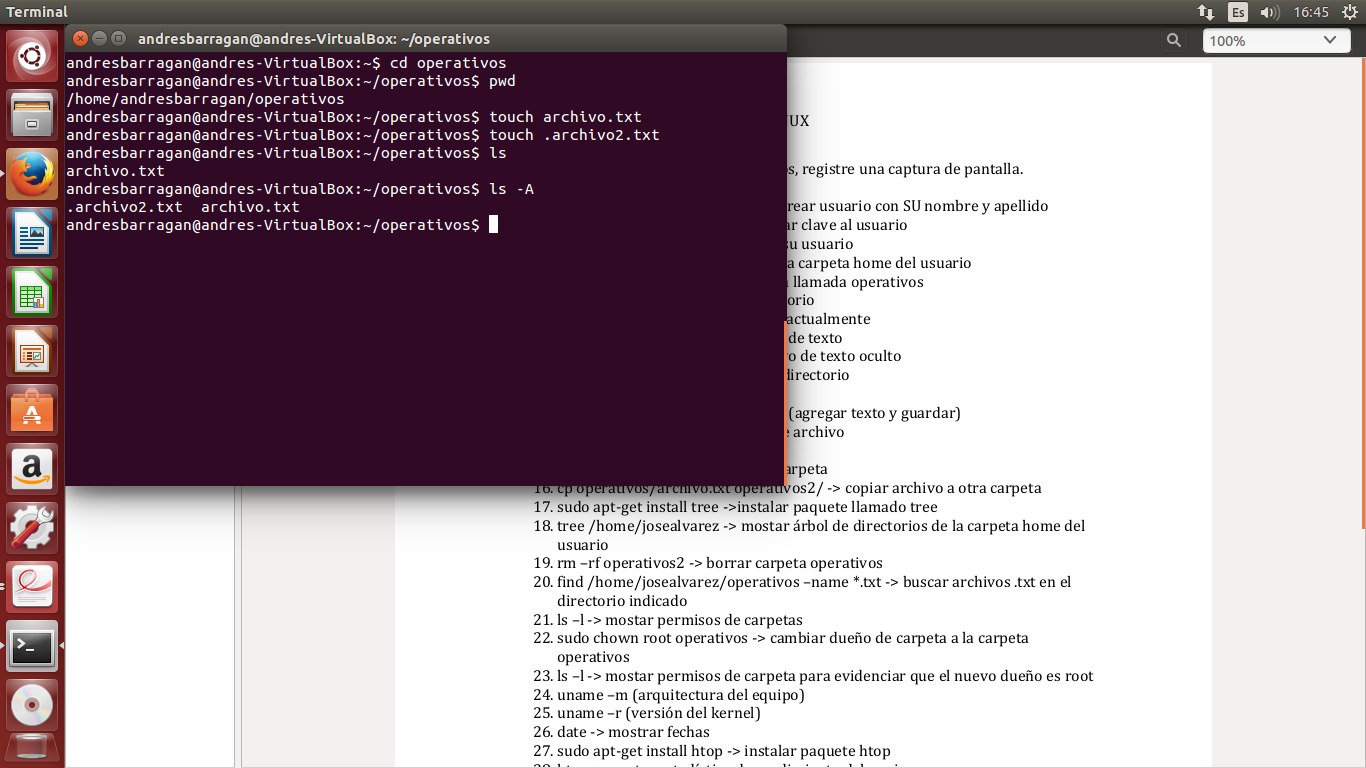 Terminal
Es
16:45
andresbarragan@andres-VirtualBox: ~/operativos
100%
andresbarragan@andres-VirtualBox:~$ cd operativos
andresbarragan@andres-VirtualBox:~/operativos$ pwd
/home/andresbarragan/operativos
andresbarragan@andres-VirtualBox:~/operativos$ touch archivo.txt
andresbarragan@andres-VirtualBox:~/operativos$ touch .archivo2.txt
andresbarragan@andres-VirtualBox:~/operativos$ ls
archivo.txt
andresbarragan@andres-VirtualBox:~/operativos$ ls -A
.archivo2.txt archivo.txt
andresbarragan@andres-VirtualBox:~/operativos$
UX
s, registre una captura de pantalla.
rear usuario con SU nombre y apellido
ar clave al usuario
su usuario
a carpeta home del usuario
llamada operativos
orio
actualmente
de texto
o de texto oculto
directorio
(agregar texto y guardar)
e archivo
arpeta
16. cp operativos/archivo.txt operativos2/ -> copiar archivo a otra carpeta
17. sudo apt-get install tree ->instalar paquete llamado tree
18. tree /home/josealvarez -> mostar árbol de directorios de la carpeta home del
usuario
19. rm –rf operativos2 -> borrar carpeta operativos
20. find /home/josealvarez/operativos –name *.txt -> buscar archivos .txt en el
directorio indicado
21. ls –l -> mostar permisos de carpetas
22. sudo chown root operativos -> cambiar dueño de carpeta a la carpeta
operativos
23. ls –l -> mostar permisos de carpeta para evidenciar que el nuevo dueño es root
24. uname –m (arquitectura del equipo)
25. uname –r (versión del kernel)
26. date -> mostrar fechas
27. sudo apt-get install htop -> instalar paquete htop